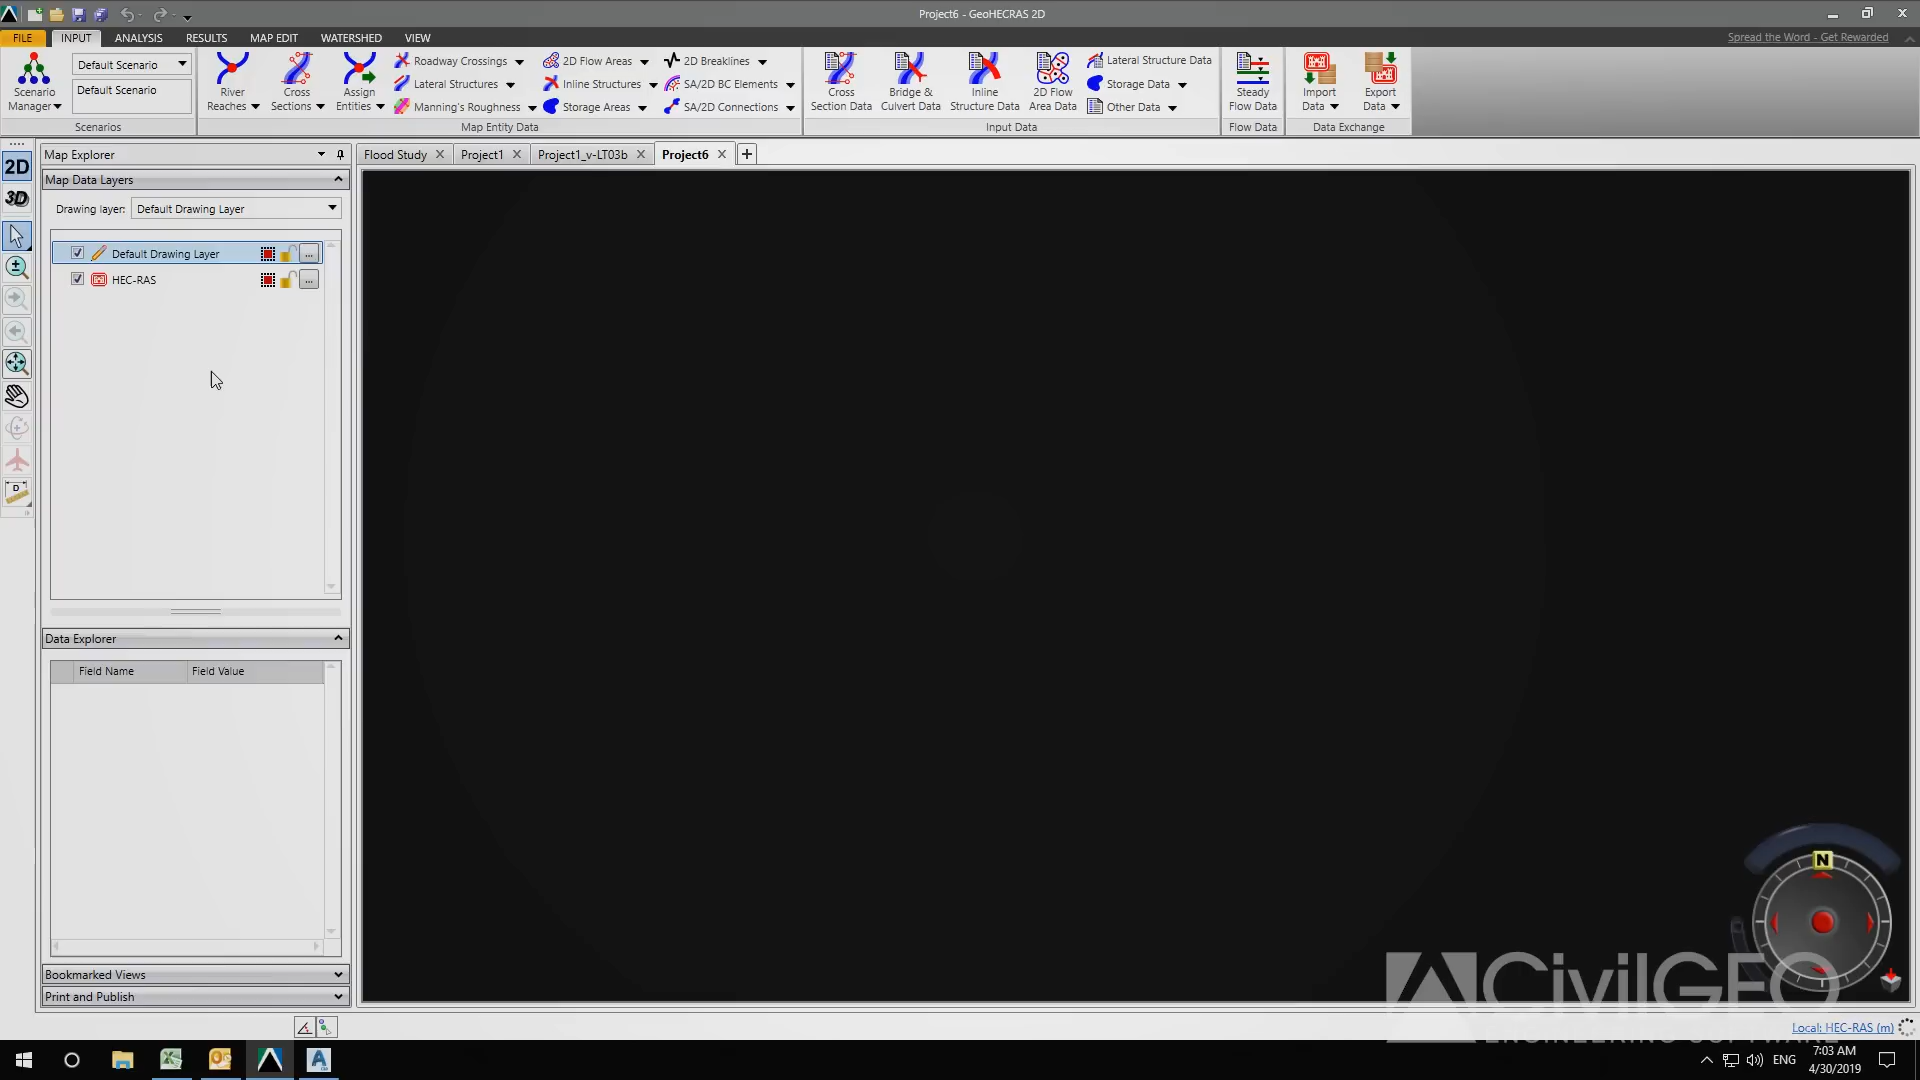 Project6 - GeoHECRAS 2D
FILE INPUT ANALYSIS RESULTS MAP EDIT WATERSHED VIEW
Spread the Word - Get Rewarded
Scenario Manager
Default Scenario
Default Scenario
Scenarios
River Reaches
Cross Sections
Assign Entities
Roadway Crossings
Lateral Structures
Manning's Roughness
2D Flow Areas
Inline Structures
Storage Areas
2D Breaklines
SA/2D BC Elements
SA/2D Connections
Map Entity Data
Cross Section Data
Bridge & Culvert Data
Inline Structure Data
2D Flow Area Data
Lateral Structure Data
Storage Data
Other Data
Input Data
Steady Flow Data
Flow Data
Import Data
Export Data
Data Exchange
2D
3D
D
Map Explorer
Map Data Layers
Drawing layer: Default Drawing Layer
Default Drawing Layer ...
HEC-RAS ...
Data Explorer
Field Name Field Value
Bookmarked Views
Print and Publish
Flood Study Project1 Project1_v-LT03b Project6
N
CivilGEO
ENGINEERING SOFTWARE
Local: HEC-RAS (m)
ENG
7:03 AM
4/30/2019